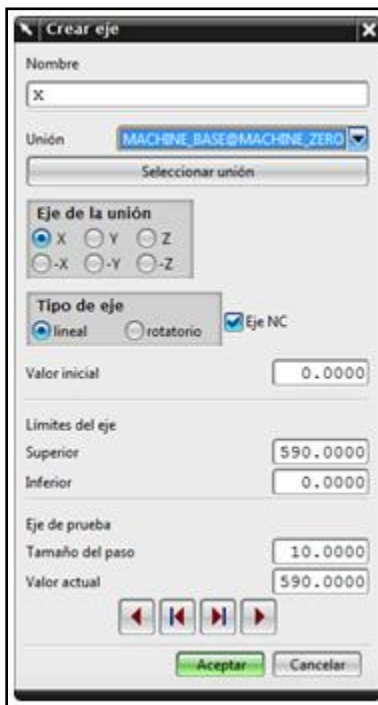 Crear eje
Nombre
X
Unión MACHINE_BASE@MACHINE_ZERO
Seleccionar unión
Eje de la unión
X Y Z
-X -Y -Z
Tipo de eje
lineal rotatorio Eje NC
Valor inicial 0.0000
Límites del eje
Superior 590.0000
Inferior 0.0000
Eje de prueba
Tamaño del paso 10.0000
Valor actual 590.0000
Aceptar Cancelar